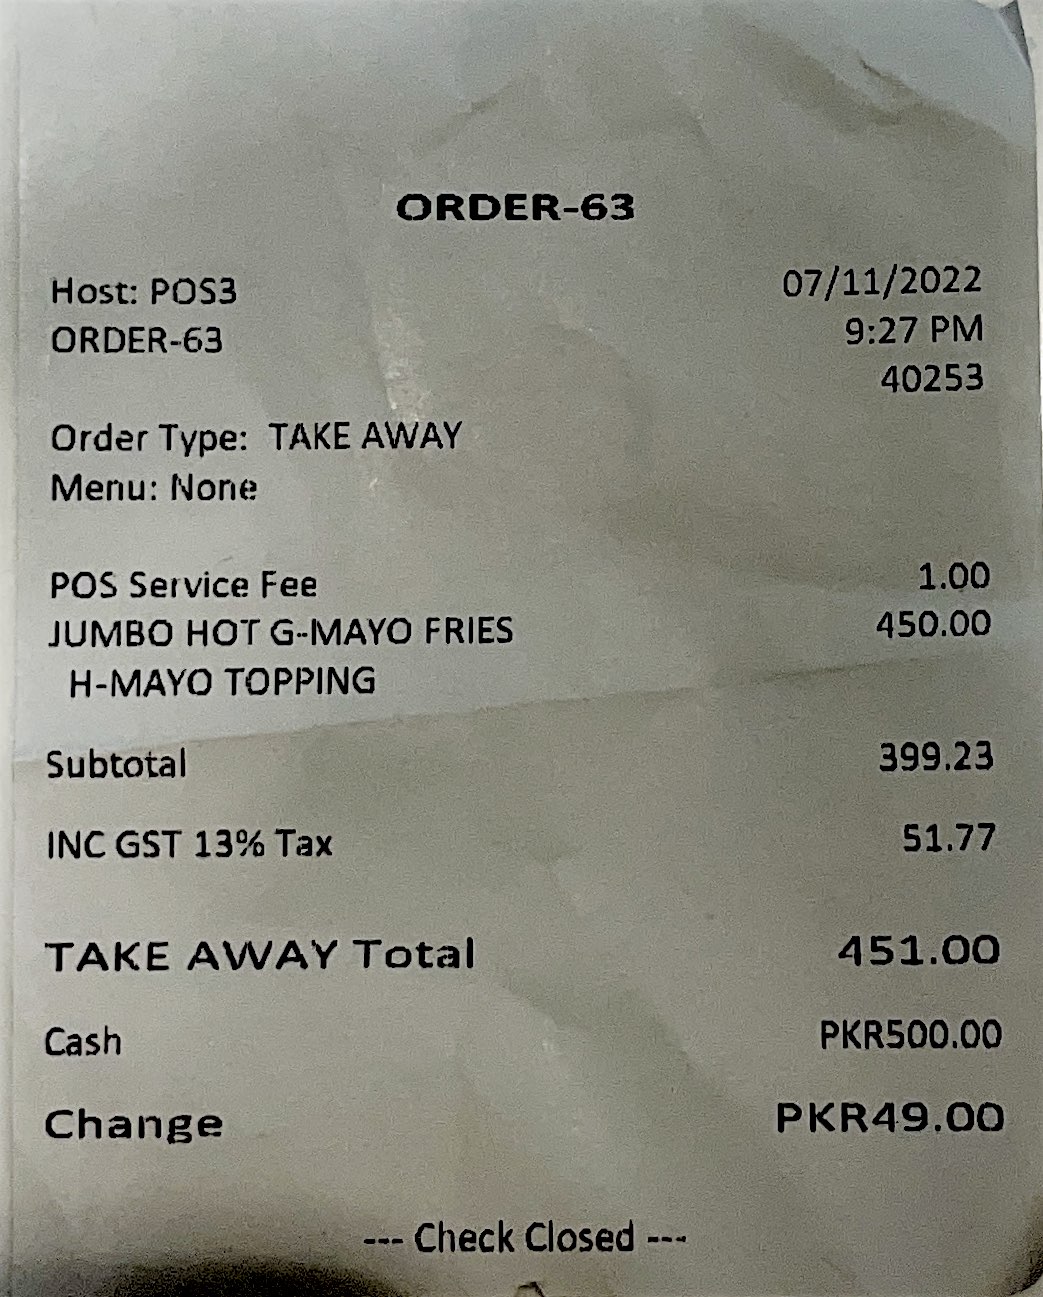 ORDER-63
Host: POS3 07/11/2022
ORDER-63 9:27 PM
40253
Order Type: TAKE AWAY
Menu: None
POS Service Fee 1.00
JUMBO HOT G-MAYO FRIES 450.00
H-MAYO TOPPING
Subtotal 399.23
INC GST 13% Tax 51.77
TAKE AWAY Total 451.00
Cash PKR500.00
Change PKR49.00
--- Check Closed ---